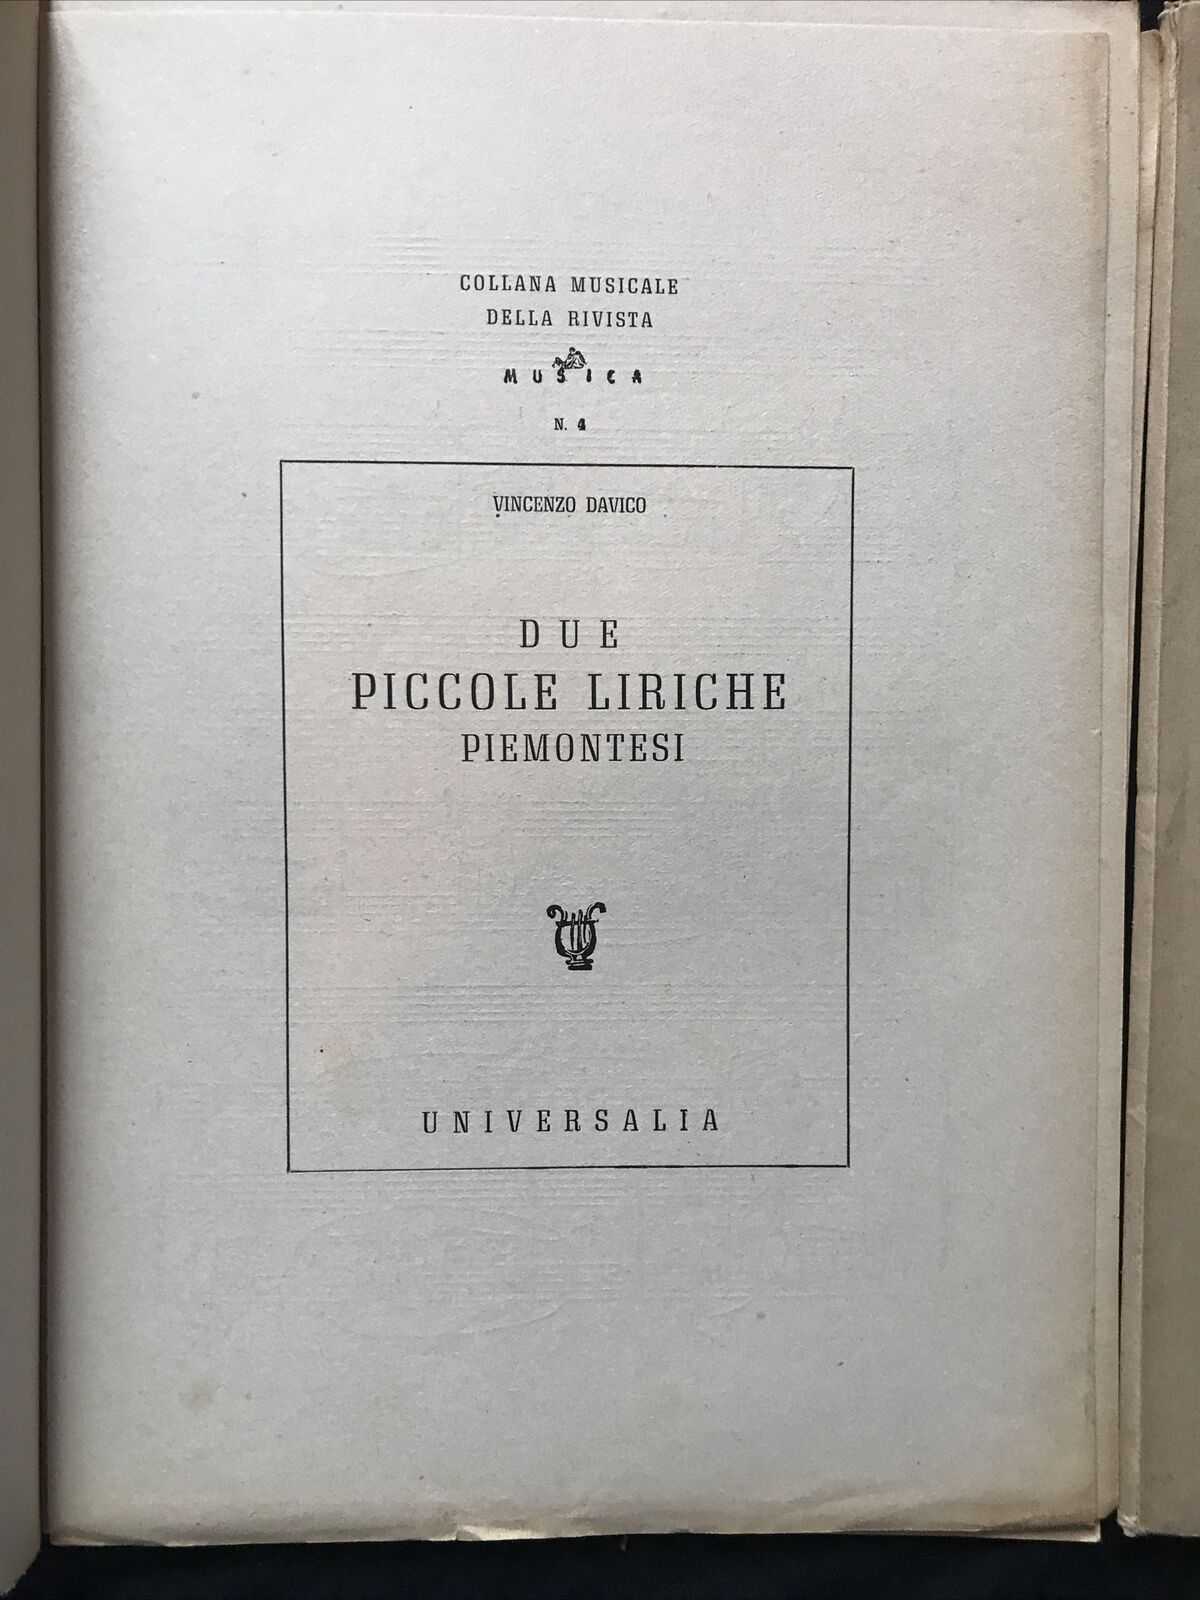 COLLANA MUSICALE
DELLA RIVISTA
MUSICA
N. 4
VINCENZO DAVICO
DUE
PICCOLE LIRICHE
PIEMONTESI
UNIVERSALIA